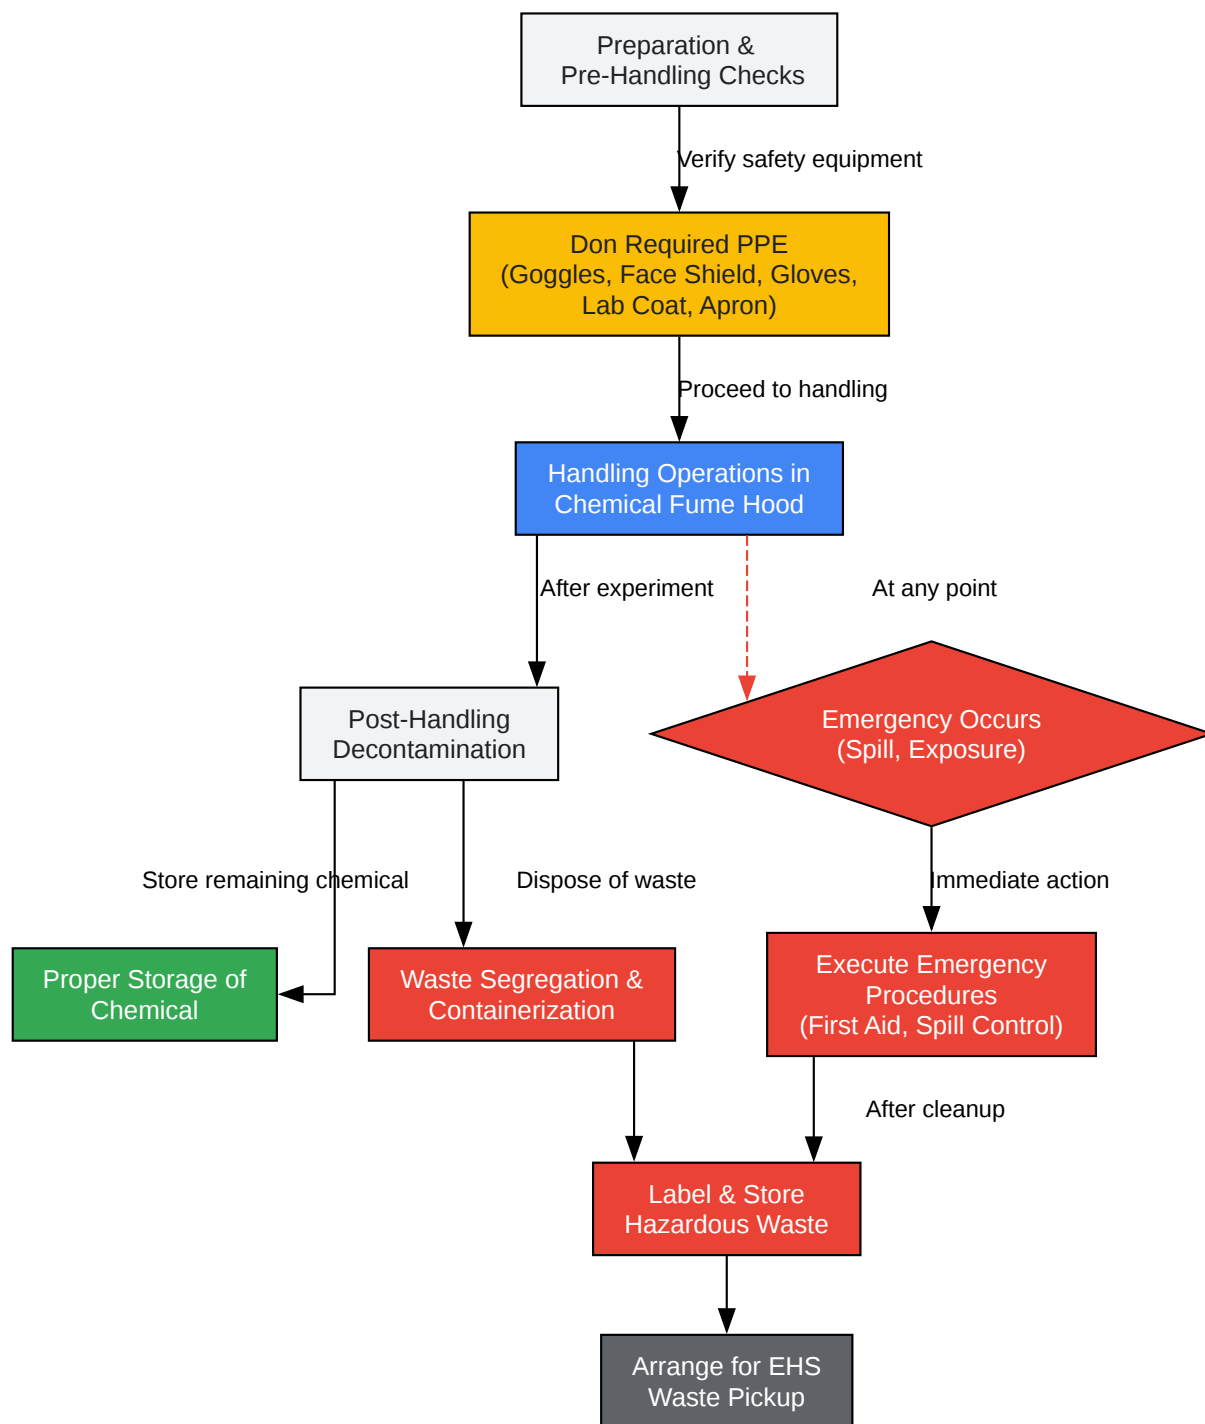 Preparation &
Pre-Handling Checks
Verify safety equipment
Don Required PPE
(Goggles, Face Shield, Gloves,
Lab Coat, Apron)
Proceed to handling
Handling Operations in
Chemical Fume Hood
After experiment
At any point
Post-Handling
Decontamination
Emergency Occurs
(Spill, Exposure)
Store remaining chemical
Dispose of waste
Immediate action
Proper Storage of
Chemical
Waste Segregation &
Containerization
Execute Emergency
Procedures
(First Aid, Spill Control)
After cleanup
Label & Store
Hazardous Waste
Arrange for EHS
Waste Pickup